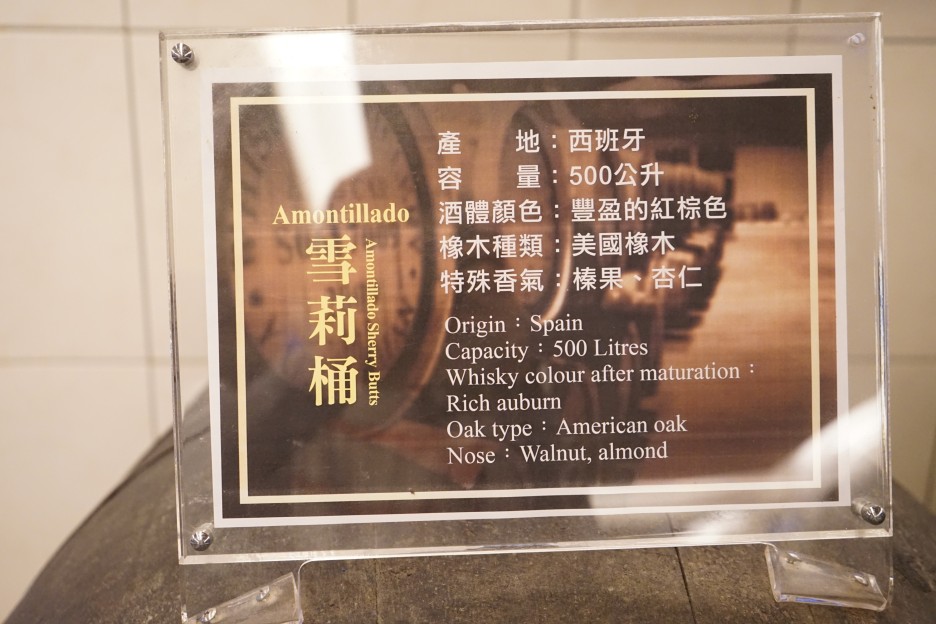 Amontillado
雪莉桶
Amontillado Sherry Butts
產　　地：西班牙
容　　量：500公升
酒體顏色：豐盈的紅棕色
橡木種類：美國橡木
特殊香氣：榛果、杏仁
Origin：Spain
Capacity：500 Litres
Whisky colour after maturation：
Rich auburn
Oak type：American oak
Nose：Walnut, almond